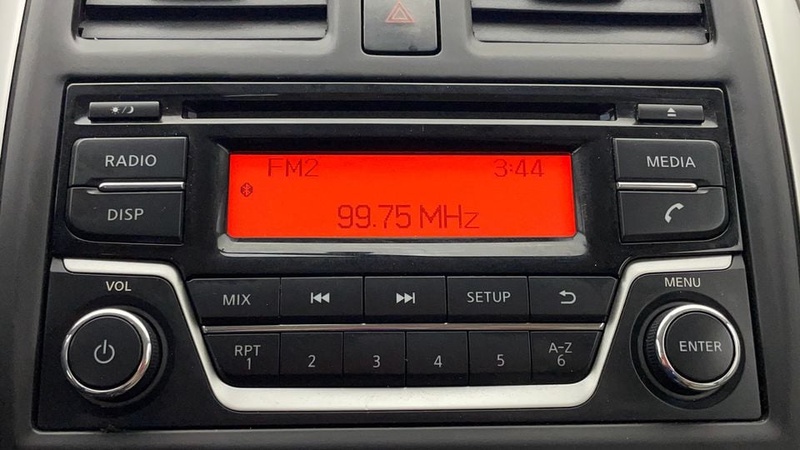 RADIO
MEDIA
DISP
FM2 3:44
99.75 MHz
VOL
MENU
MIX
SETUP
RPT
1
2
3
4
5
A-Z
6
ENTER